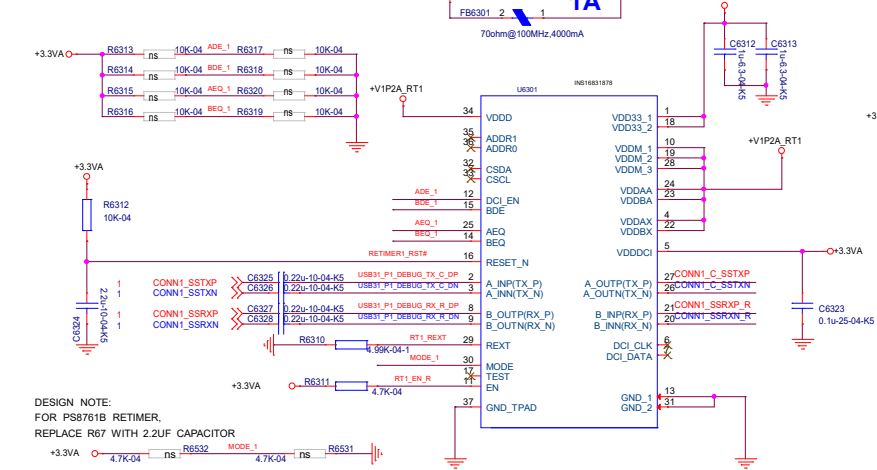 1A
FB6301 2 1
70ohm@100MHz,4000mA
+3.3VA
R6313 ns 10K-04 ADE_1 R6317 ns 10K-04
R6314 ns 10K-04 BDE_1 R6318 ns 10K-04
R6315 ns 10K-04 AEQ_1 R6320 ns 10K-04
R6316 ns 10K-04 BEQ_1 R6319 ns 10K-04
C6312 1u-6.3-04-K5
C6313 1u-6.3-04-K5
+3
+V1P2A_RT1
U6301 INS16831878
34 VDDD VDD33_1 1
VDD33_2 18
35 ADDR1
36 ADDR0
VDDM_1 10
VDDM_2 19
VDDM_3 28
+V1P2A_RT1
32 CSDA
33 CSCL
VDDAA 24
VDDBA 23
ADE_1 12 DCI_EN
BDE_1 15 BDE
VDDAX 4
VDDBX 22
AEQ_1 25 AEQ
BEQ_1 14 BEQ
VDDDCI 5
+3.3VA
+3.3VA
R6312
10K-04
RETIMER1_RST# 16 RESET_N
C6324 2.2u-10-04-K5
1 CONN1_SSTXP C6325 0.22u-10-04-K5 USB31_P1_DEBUG_TX_C_DP 2 A_INP(TX_P) A_OUTP(TX_P) 27 CONN1_C_SSTXP
1 CONN1_SSTXN C6326 0.22u-10-04-K5 USB31_P1_DEBUG_TX_C_DN 3 A_INN(TX_N) A_OUTN(TX_N) 26 CONN1_C_SSTXN
1 CONN1_SSRXP C6327 0.22u-10-04-K5 USB31_P1_DEBUG_RX_R_DP 8 B_OUTP(RX_P) B_INP(RX_P) 21 CONN1_SSRXP_R
1 CONN1_SSRXN C6328 0.22u-10-04-K5 USB31_P1_DEBUG_RX_R_DN 9 B_OUTN(RX_N) B_INN(RX_N) 20 CONN1_SSRXN_R
C6323
0.1u-25-04-K5
R6310 4.99K-04-1 RT1_REXT 29 REXT
DCI_CLK 6
DCI_DATA
MODE_1 30 MODE
17 TEST
+3.3VA R6311 4.7K-04 RT1_EN_R 11 EN
37 GND_TPAD
GND_1 13
GND_2 31
DESIGN NOTE:
FOR PS8761B RETIMER,
REPLACE R67 WITH 2.2UF CAPACITOR
+3.3VA 4.7K-04 ns R6532 MODE_1 4.7K-04 ns R6531